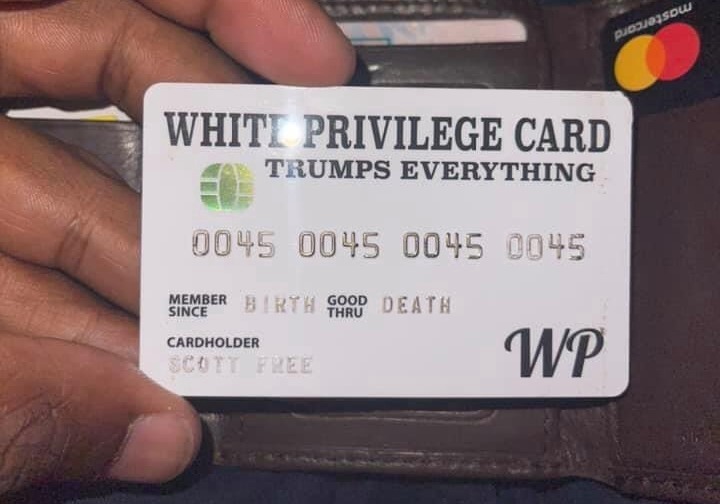 mastercard
WHITE PRIVILEGE CARD
TRUMPS EVERYTHING
0045 0045 0045 0045
MEMBER SINCE BIRTH GOOD THRU DEATH
CARDHOLDER
SCOTT FREE
WP